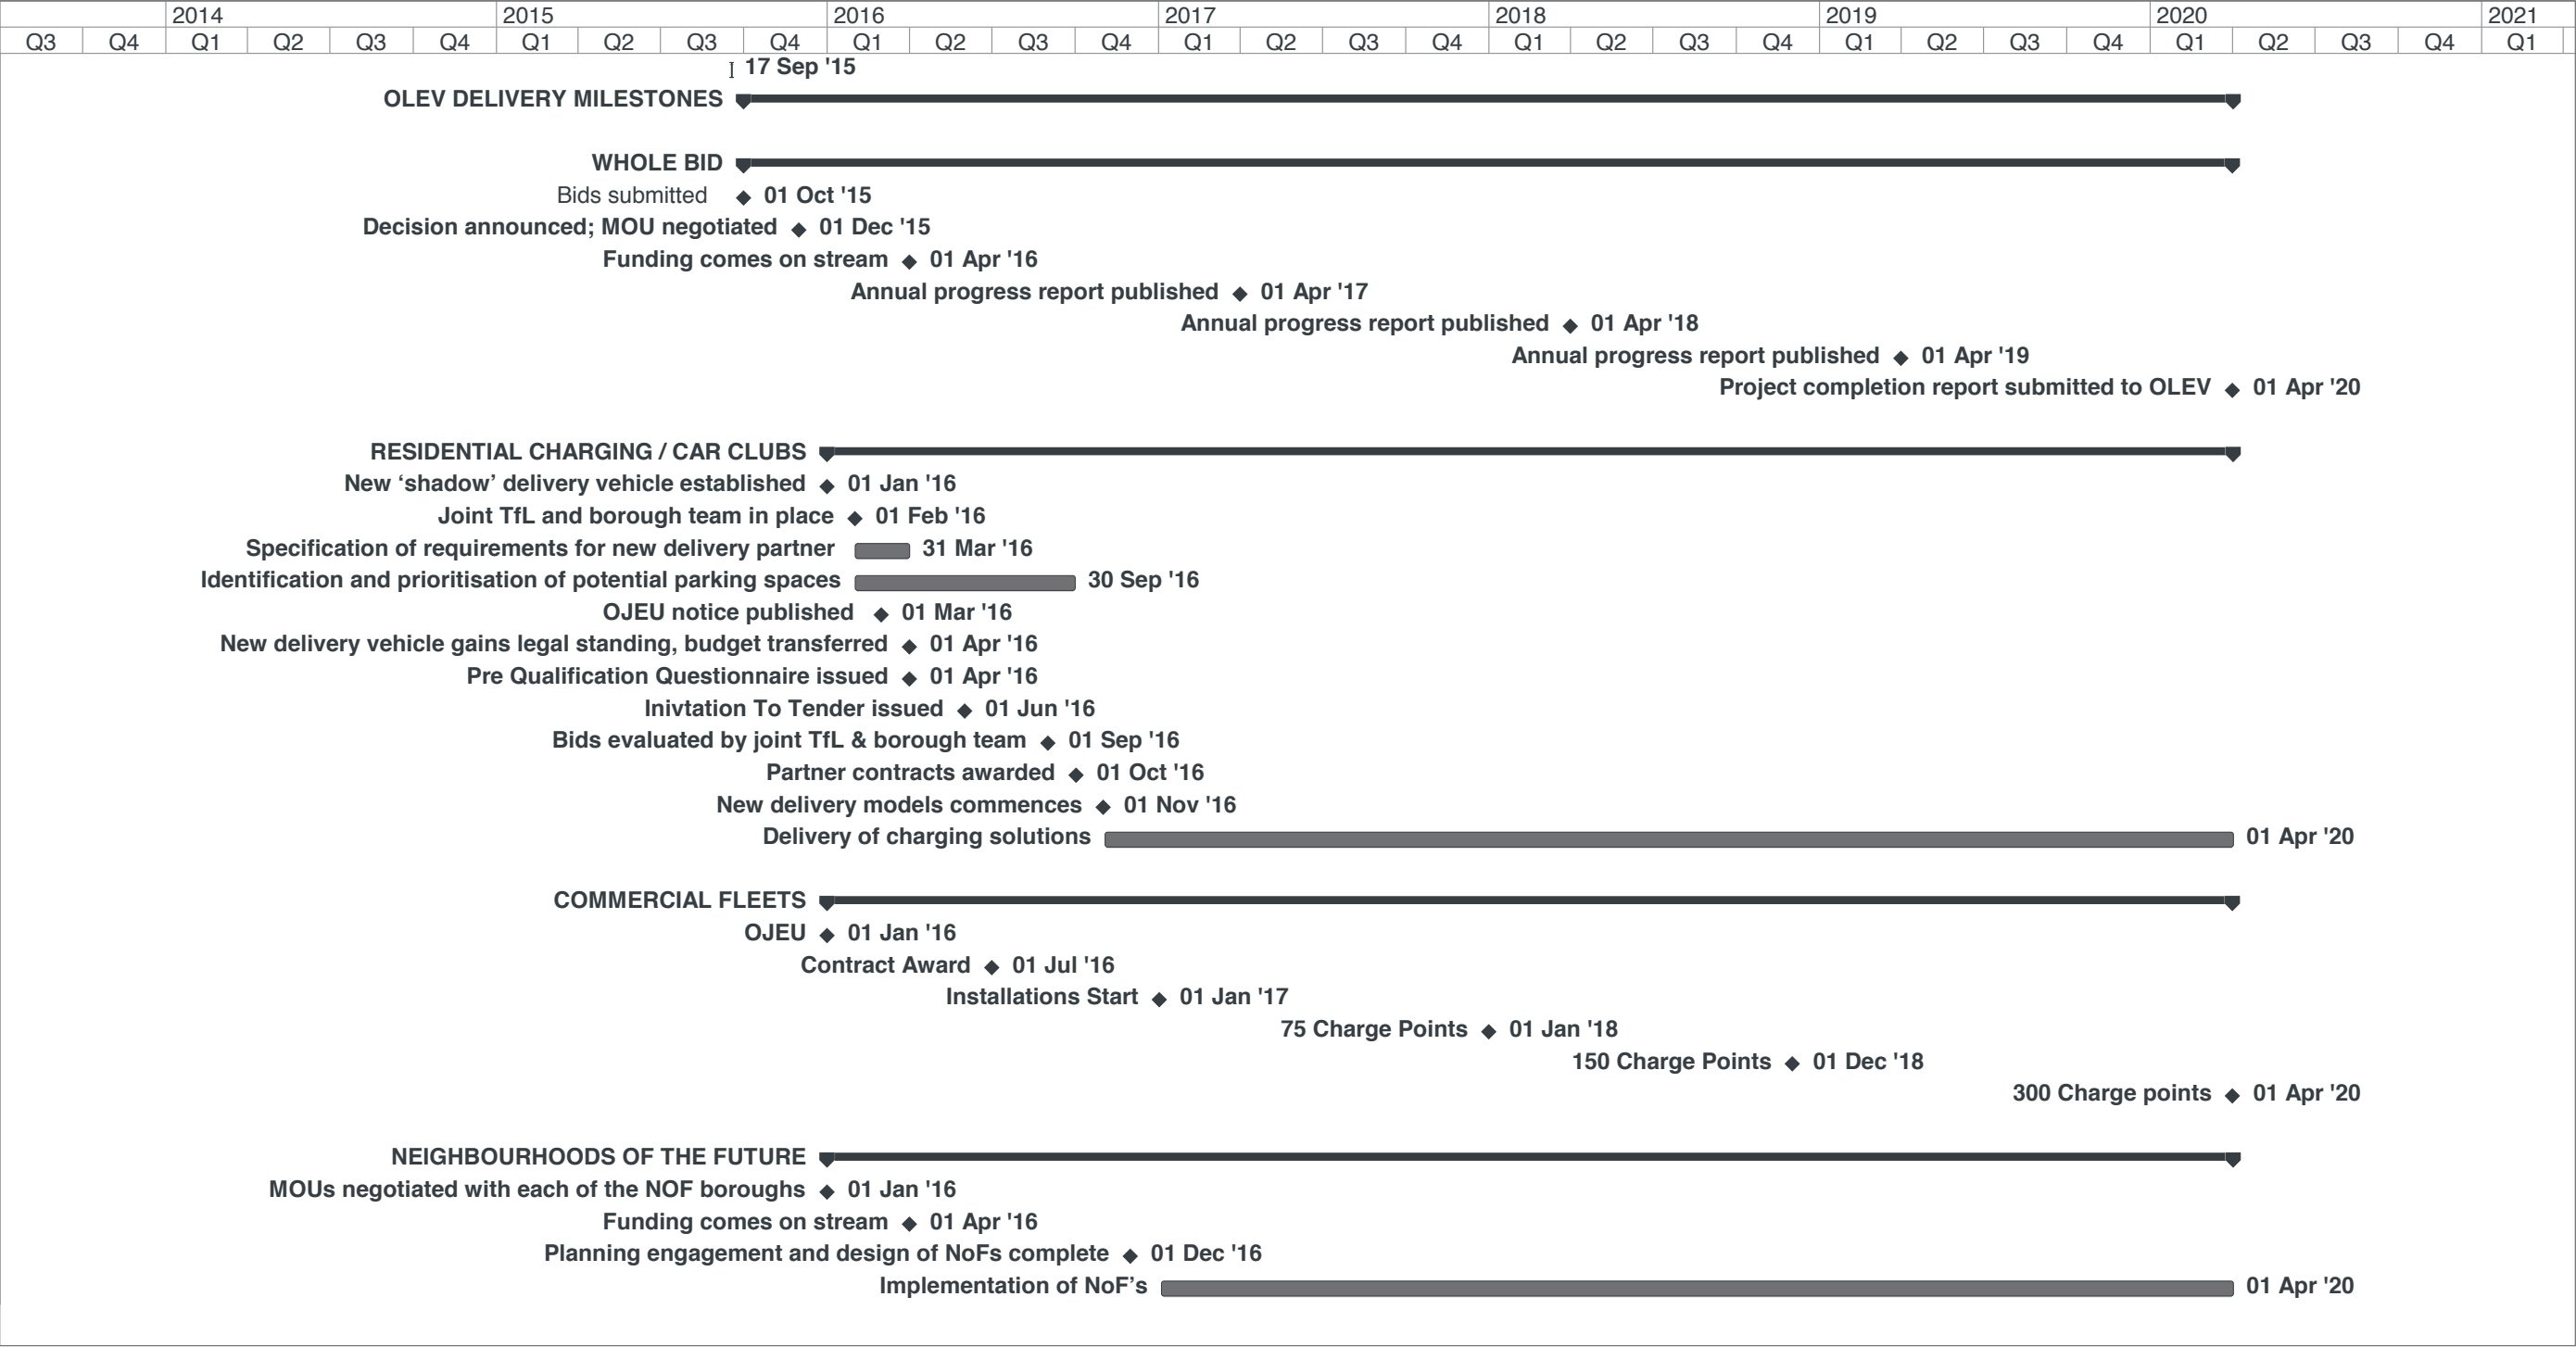 2014 2015 2016 2017 2018 2019 2020 2021
Q3 Q4 Q1 Q2 Q3 Q4 Q1 Q2 Q3 Q4 Q1 Q2 Q3 Q4 Q1 Q2 Q3 Q4 Q1 Q2 Q3 Q4 Q1 Q2 Q3 Q4 Q1 Q2 Q3 Q4 Q1
17 Sep '15
OLEV DELIVERY MILESTONES
WHOLE BID
Bids submitted 01 Oct '15
Decision announced; MOU negotiated 01 Dec '15
Funding comes on stream 01 Apr '16
Annual progress report published 01 Apr '17
Annual progress report published 01 Apr '18
Annual progress report published 01 Apr '19
Project completion report submitted to OLEV 01 Apr '20
RESIDENTIAL CHARGING / CAR CLUBS
New ‘shadow’ delivery vehicle established 01 Jan '16
Joint TfL and borough team in place 01 Feb '16
Specification of requirements for new delivery partner 31 Mar '16
Identification and prioritisation of potential parking spaces 30 Sep '16
OJEU notice published 01 Mar '16
New delivery vehicle gains legal standing, budget transferred 01 Apr '16
Pre Qualification Questionnaire issued 01 Apr '16
Inivtation To Tender issued 01 Jun '16
Bids evaluated by joint TfL & borough team 01 Sep '16
Partner contracts awarded 01 Oct '16
New delivery models commences 01 Nov '16
Delivery of charging solutions 01 Apr '20
COMMERCIAL FLEETS
OJEU 01 Jan '16
Contract Award 01 Jul '16
Installations Start 01 Jan '17
75 Charge Points 01 Jan '18
150 Charge Points 01 Dec '18
300 Charge points 01 Apr '20
NEIGHBOURHOODS OF THE FUTURE
MOUs negotiated with each of the NOF boroughs 01 Jan '16
Funding comes on stream 01 Apr '16
Planning engagement and design of NoFs complete 01 Dec '16
Implementation of NoF’s 01 Apr '20